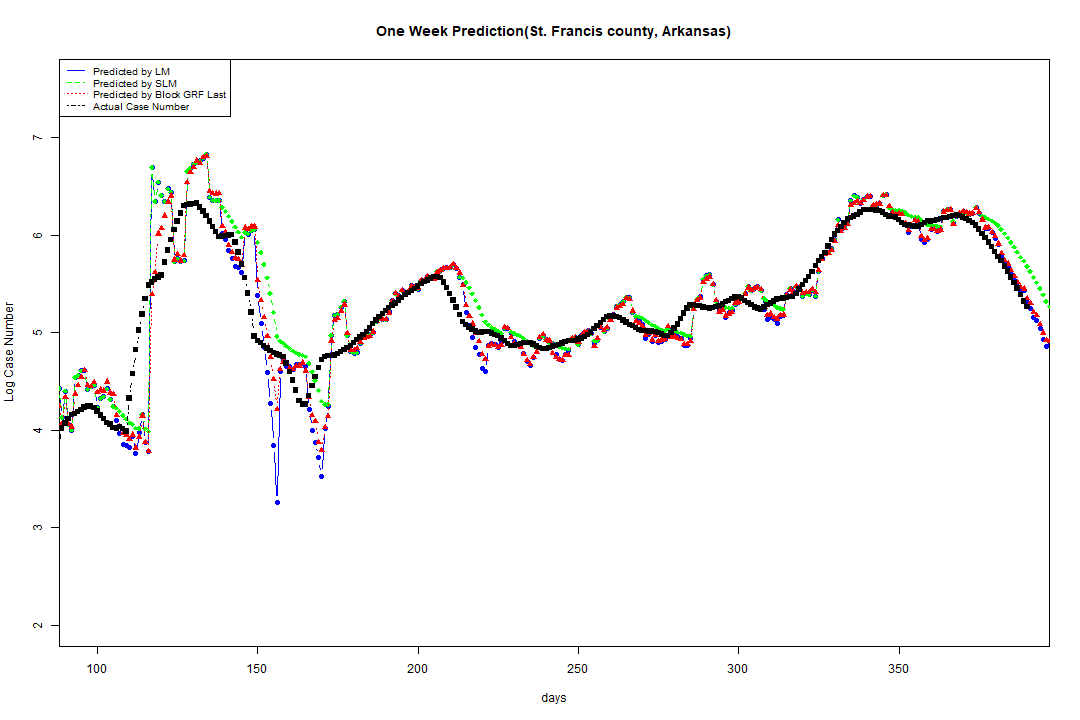 One Week Prediction(St. Francis county, Arkansas)
Predicted by LM
Predicted by SLM
Predicted by Block GRF Last
Actual Case Number
7
6
5
4
3
2
Log Case Number
100 150 200 250 300 350
days